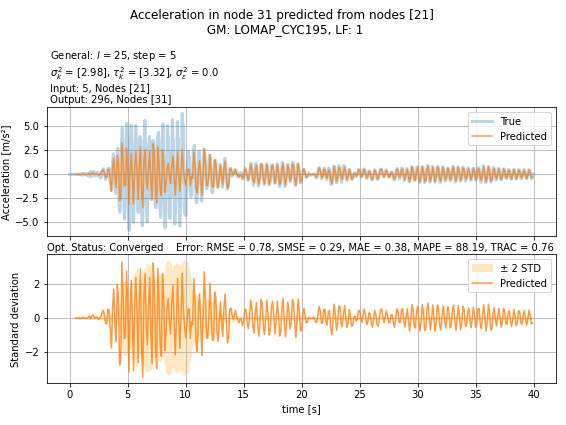 Acceleration in node 31 predicted from nodes [21]
GM: LOMAP_CYC195, LF: 1
General: l = 25, step = 5
σ²ₖ = [2.98], τ²ₖ = [3.32], σ²ε = 0.0
Input: 5, Nodes [21]
Output: 296, Nodes [31]
Acceleration [m/s²]
5.0
2.5
0.0
−2.5
−5.0
True
Predicted
Opt. Status: Converged Error: RMSE = 0.78, SMSE = 0.29, MAE = 0.38, MAPE = 88.19, TRAC = 0.76
Standard deviation
2
0
−2
± 2 STD
Predicted
0 5 10 15 20 25 30 35 40
time [s]